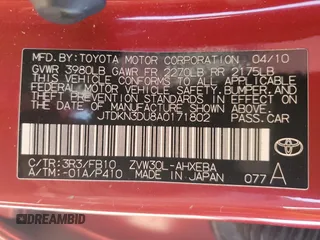 MFD.BY:TOYOTA MOTOR CORPORATION 04/10
GVWR 3980LB GAWR FR 2270LB RR 2175LB
THIS VEHICLE CONFORMS TO ALL APPLICABLE
FEDERAL MOTOR VEHICLE SAFETY,
BUMPER, AND THEFT PREVENTION STANDARDS
IN EFFECT ON THE DATE OF
MANUFACTURE SHOWN ABOVE.
JTDKN3DU8A0171802 PASS.CAR
C/TR:3R3/FB10 ZVW30L-AHXEBA
A/TM:-01A/P410 MADE IN JAPAN 077 A
TOYOTA
DREAMBID